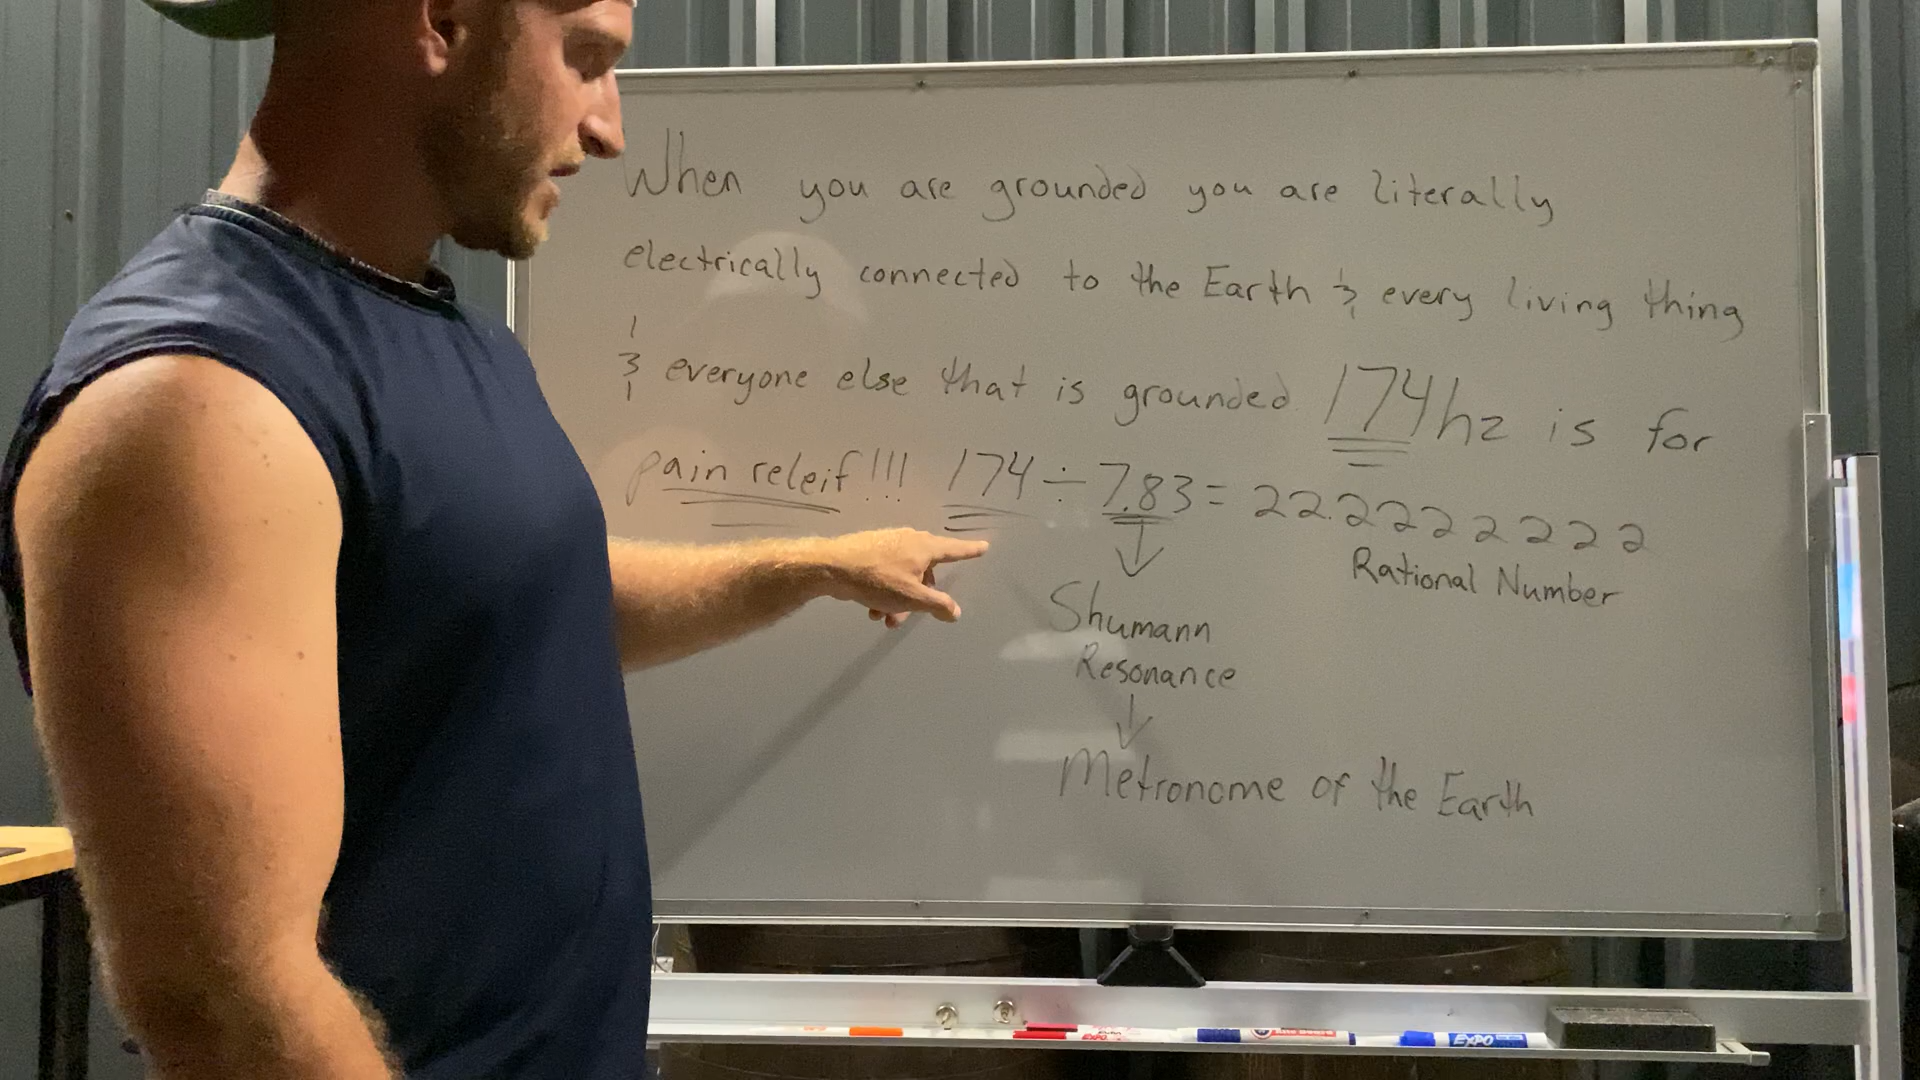 When you are grounded you are literally
electrically connected to the Earth & every living thing
& everyone else that is grounded. 174hz is for
pain releif!!! 174 ÷ 7.83 = 22.2222222
Rational Number
Shumann
Resonance
Metronome of the Earth
EXPO
EXPO